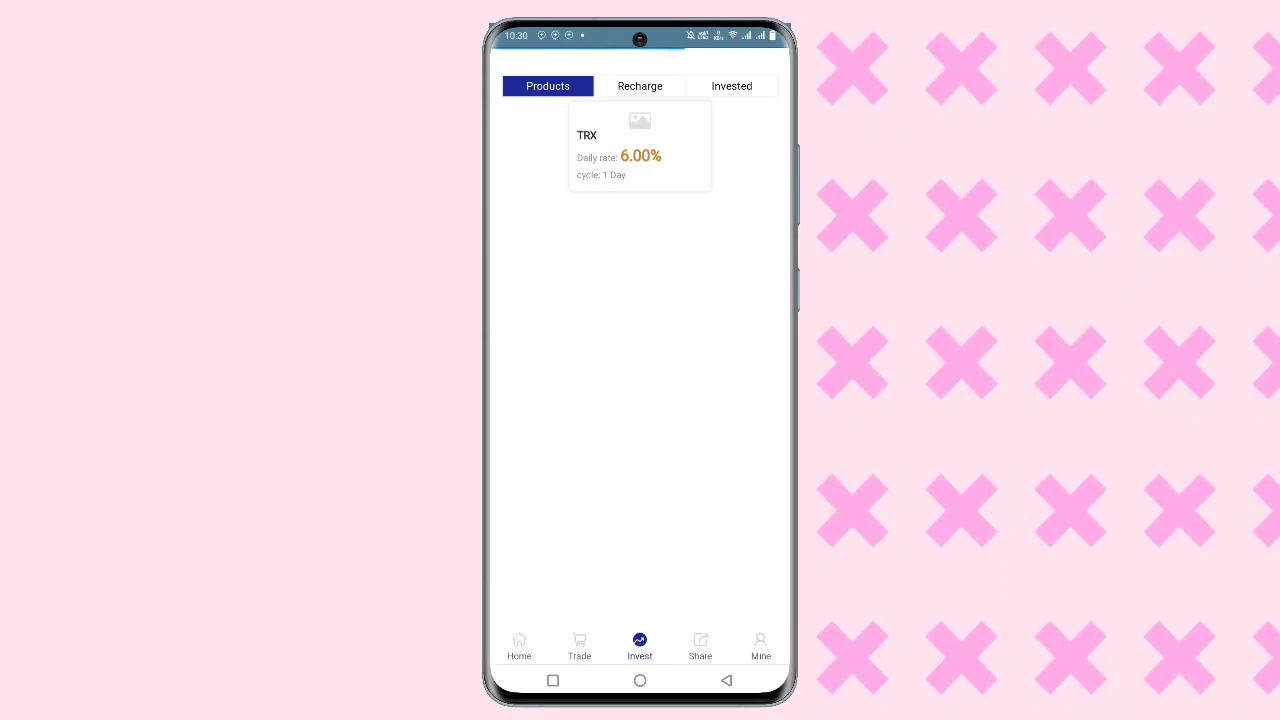 10:30
Products Recharge Invested
TRX
Daily rate: 6.00%
cycle: 1 Day
Home Trade Invest Share Mine